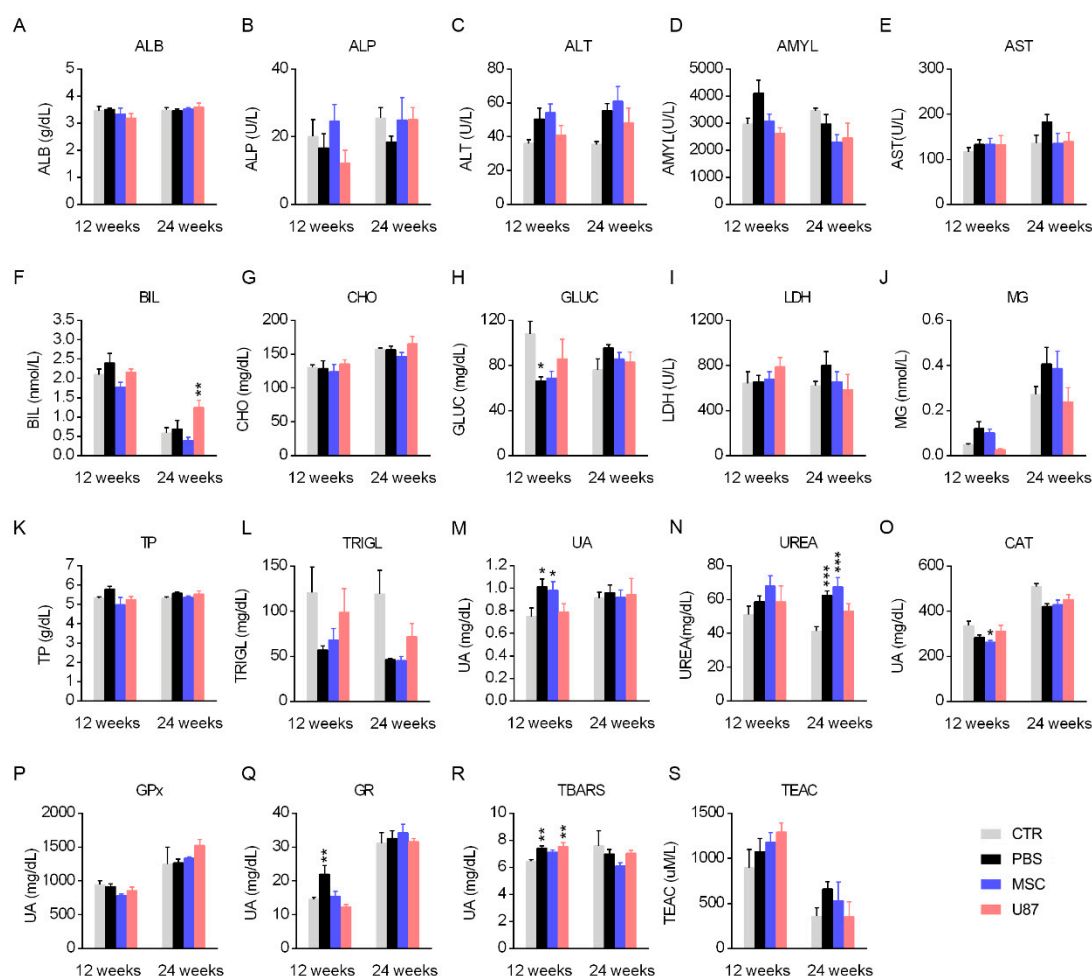 A ALB
ALB (g/dL)
5
4
3
2
1
0
12 weeks 24 weeks
B ALP
ALP (U/L)
40
20
0
12 weeks 24 weeks
C ALT
ALT (U/L)
80
60
40
20
0
12 weeks 24 weeks
D AMYL
AMYL(U/L)
5000
4000
3000
2000
1000
0
12 weeks 24 weeks
E AST
AST(U/L)
300
200
100
0
12 weeks 24 weeks
F BIL
BIL (nmol/L)
3.5
3.0
2.5
2.0
1.5
1.0
0.5
0.0
**
12 weeks 24 weeks
G CHO
CHO (mg/dL)
200
150
100
50
0
12 weeks 24 weeks
H GLUC
GLUC (mg/dL)
120
80
40
0
*
12 weeks 24 weeks
I LDH
LDH (U/L)
1200
900
600
300
0
12 weeks 24 weeks
J MG
MG (nmol/L)
0.6
0.4
0.2
0.0
12 weeks 24 weeks
K TP
TP (g/dL)
8
7
6
5
4
3
2
1
0
12 weeks 24 weeks
L TRIGL
TRIGL (mg/dL)
150
100
50
0
12 weeks 24 weeks
M UA
UA (mg/dL)
1.4
1.2
1.0
0.8
0.6
0.4
0.2
0.0
* *
12 weeks 24 weeks
N UREA
UREA(mg/dL)
90
60
30
0
*** ***
12 weeks 24 weeks
O CAT
UA (mg/dL)
600
400
200
0
*
12 weeks 24 weeks
P GPx
UA (mg/dL)
2000
1500
1000
500
0
12 weeks 24 weeks
Q GR
UA (mg/dL)
40
30
20
10
0
**
12 weeks 24 weeks
R TBARS
UA (mg/dL)
10
8
6
4
2
0
** **
12 weeks 24 weeks
S TEAC
TEAC (uM/L)
1500
1000
500
0
12 weeks 24 weeks
CTR
PBS
MSC
U87